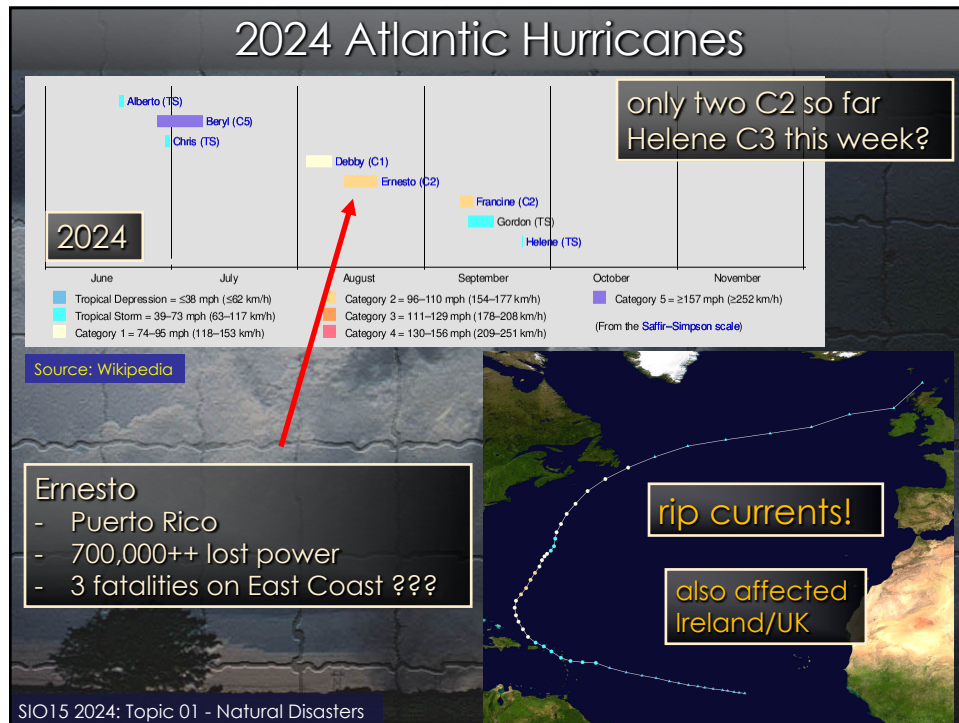 2024 Atlantic Hurricanes
only two C2 so far
Helene C3 this week?
Alberto (TS)
Beryl (C5)
Chris (TS)
Debby (C1)
Ernesto (C2)
Francine (C2)
Gordon (TS)
Helene (TS)
2024
June July August September October November
Tropical Depression = ≤38 mph (≤62 km/h)
Tropical Storm = 39–73 mph (63–117 km/h)
Category 1 = 74–95 mph (118–153 km/h)
Category 2 = 96–110 mph (154–177 km/h)
Category 3 = 111–129 mph (178–208 km/h)
Category 4 = 130–156 mph (209–251 km/h)
Category 5 = ≥157 mph (≥252 km/h)
(From the Saffir–Simpson scale)
Source: Wikipedia
Ernesto
- Puerto Rico
- 700,000++ lost power
- 3 fatalities on East Coast ???
rip currents!
also affected
Ireland/UK
SIO15 2024: Topic 01 - Natural Disasters